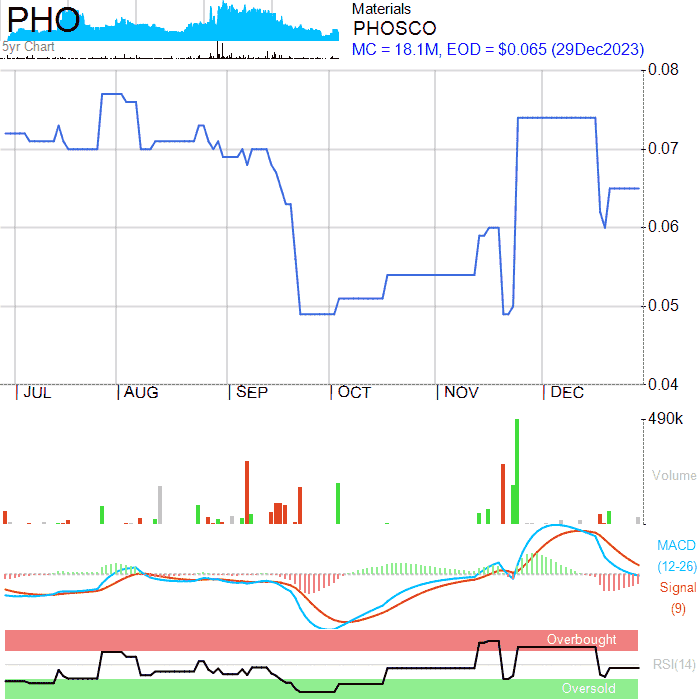 PHO
5yr Chart
Materials
PHOSCO
MC = 18.1M, EOD = $0.065 (29Dec2023)
0.08
0.07
0.06
0.05
0.04
JUL AUG SEP OCT NOV DEC
490k
Volume
MACD
(12-26)
Signal
(9)
Overbought
RSI(14)
Oversold